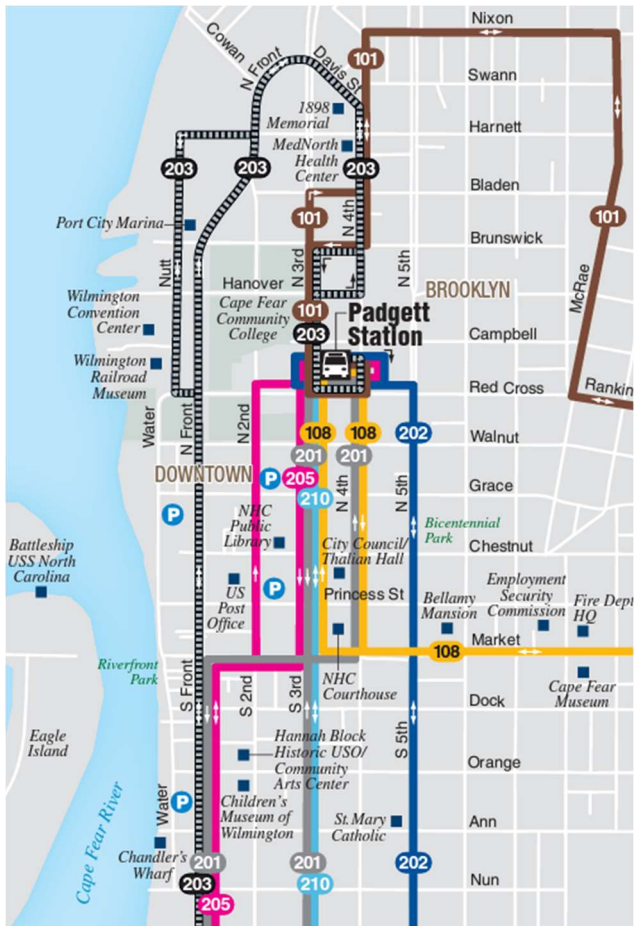 Nixon
Cowan
N Front
Davis St
101
Swann
1898
Memorial
Harnett
MedNorth
Health
Center
203
203
203
Bladen
101
N 4th
101
Port City Marina
Brunswick
Nutt
N 3rd
N 5th
Hanover
BROOKLYN
McRae
Wilmington
Convention
Center
Cape Fear
Community
College
101
203
Padgett
Station
Campbell
Wilmington
Railroad
Museum
Red Cross
Rankin
Water
N Front
N 2nd
108
108
202
Walnut
201
201
DOWNTOWN
P
205
210
N 4th
N 5th
Grace
P
NHC
Public
Library
Bicentennial
Park
Chestnut
Battleship
USS North
Carolina
City Council/
Thalian Hall
US
Post
Office
P
Princess St
Bellamy
Mansion
Employment
Security
Commission
Fire Dept
HQ
Market
108
Riverfront
Park
S Front
S 2nd
S 3rd
NHC
Courthouse
Cape Fear
Museum
Dock
Eagle
Island
Hannah Block
Historic USO/
Community
Arts Center
S 5th
Orange
Cape Fear River
Water
P
Children's
Museum of
Wilmington
St. Mary
Catholic
Ann
Chandler's
Wharf
201
203
205
201
210
202
Nun